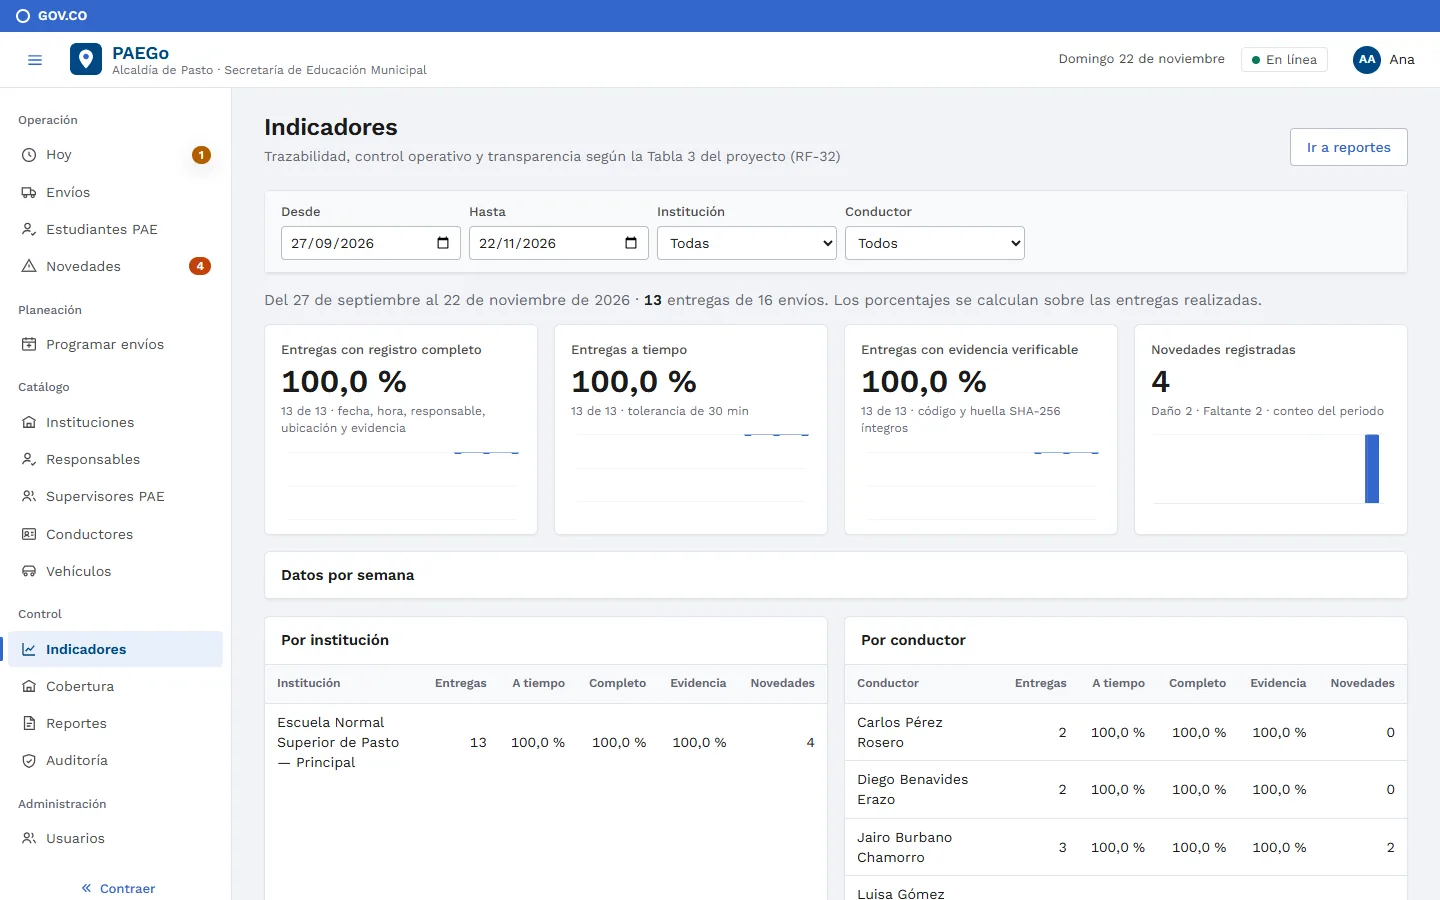 GOV.CO
PAEGo
Alcaldía de Pasto · Secretaría de Educación Municipal
Domingo 22 de noviembre
En línea
AA
Ana
Operación
Hoy
1
Envíos
Estudiantes PAE
Novedades
4
Planeación
Programar envíos
Catálogo
Instituciones
Responsables
Supervisores PAE
Conductores
Vehículos
Control
Indicadores
Cobertura
Reportes
Auditoría
Administración
Usuarios
Contraer
Indicadores
Trazabilidad, control operativo y transparencia según la Tabla 3 del proyecto (RF-32)
Ir a reportes
Desde
Hasta
Institución
Conductor
27/09/2026
22/11/2026
Todas
Todos
Del 27 de septiembre al 22 de noviembre de 2026 · 13 entregas de 16 envíos. Los porcentajes se calculan sobre las entregas realizadas.
Entregas con registro completo
100,0 %
13 de 13 · fecha, hora, responsable,
ubicación y evidencia
Entregas a tiempo
100,0 %
13 de 13 · tolerancia de 30 min
Entregas con evidencia verificable
100,0 %
13 de 13 · código y huella SHA-256
íntegros
Novedades registradas
4
Daño 2 · Faltante 2 · conteo del periodo
Datos por semana
Por institución
Institución Entregas A tiempo Completo Evidencia Novedades
Escuela Normal
Superior de Pasto
— Principal
13 100,0 % 100,0 % 100,0 % 4
Por conductor
Conductor Entregas A tiempo Completo Evidencia Novedades
Carlos Pérez
Rosero
2 100,0 % 100,0 % 100,0 % 0
Diego Benavides
Erazo
2 100,0 % 100,0 % 100,0 % 0
Jairo Burbano
Chamorro
3 100,0 % 100,0 % 100,0 % 2
Luisa Gómez